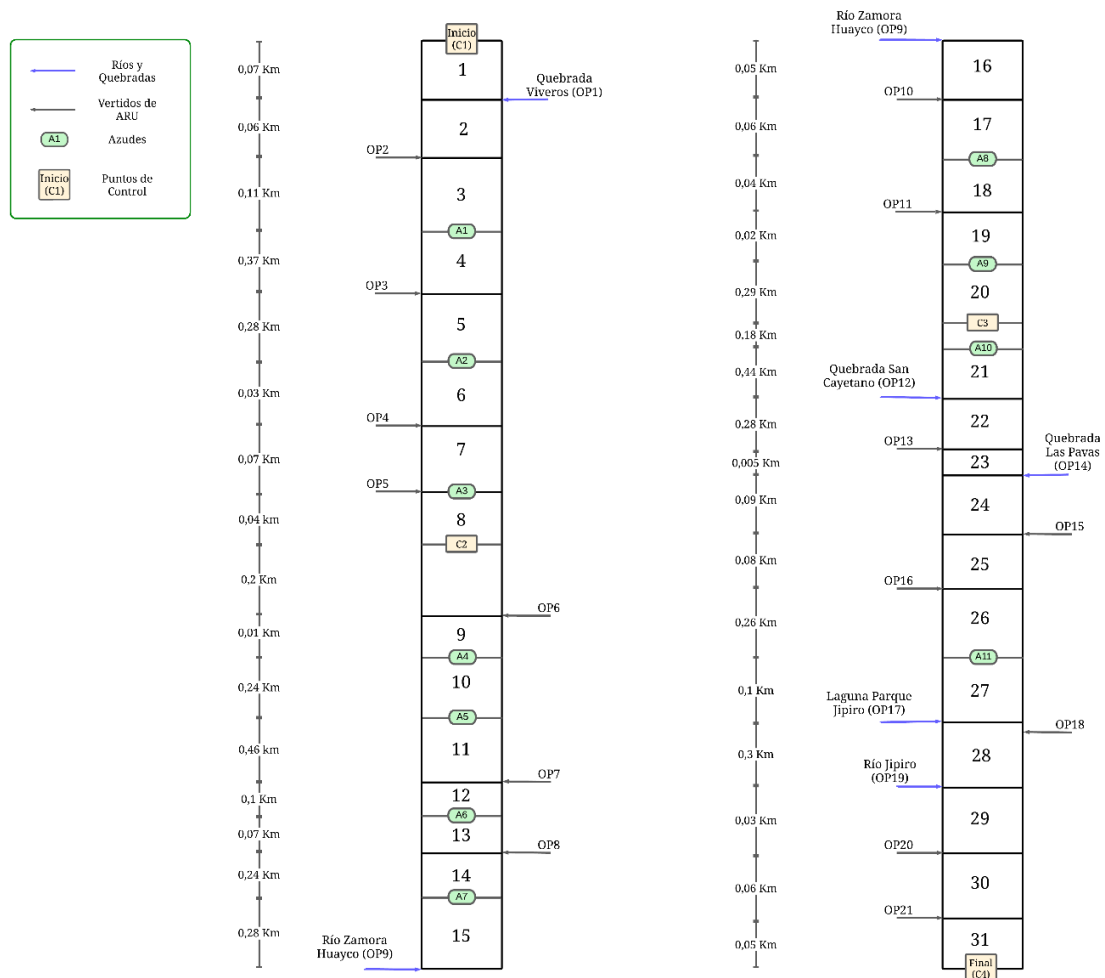 Ríos y
Quebradas
Vertidos de
ARU
A1
Azudes
Inicio
(C1)
Puntos de
Control
0,07 Km
0,06 Km
0,11 Km
0,37 Km
0,28 Km
0,03 Km
0,07 Km
0,04 Km
0,2 Km
0,01 Km
0,24 Km
0,46 km
0,1 Km
0,07 Km
0,24 Km
0,28 Km
Inicio
(C1)
1
Quebrada
Viveros (OP1)
2
OP2
3
A1
4
OP3
5
A2
6
OP4
7
OP5
A3
8
C2
OP6
9
A4
10
A5
11
OP7
12
A6
13
OP8
14
A7
15
Río Zamora
Huayco (OP9)
0,05 Km
0,06 Km
0,04 Km
0,02 Km
0,29 Km
0,18 Km
0,44 Km
0,28 Km
0,005 Km
0,09 Km
0,08 Km
0,26 Km
0,1 Km
0,3 Km
0,03 Km
0,06 Km
0,05 Km
Río Zamora
Huayco (OP9)
16
OP10
17
A8
18
OP11
19
A9
20
C3
A10
21
Quebrada San
Cayetano (OP12)
22
OP13
23
Quebrada
Las Pavas
(OP14)
24
OP15
25
OP16
26
A11
27
Laguna Parque
Jipiro (OP17)
OP18
28
Río Jipiro
(OP19)
29
OP20
30
OP21
31
Final
(C4)